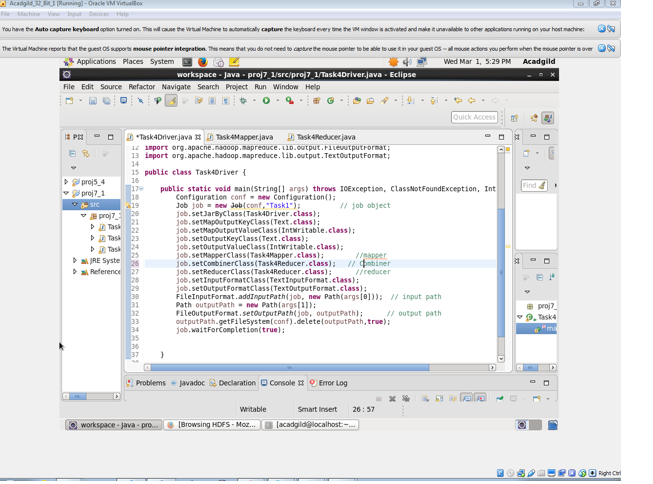 Acadgild_32_Bit_1 [Running] - Oracle VM VirtualBox
File Machine View Input Devices Help
You have the Auto capture keyboard option turned on. This will cause the Virtual Machine to automatically capture the keyboard every time the VM window is activated and make it unavailable to other applications running on your host machine:
The Virtual Machine reports that the guest OS supports mouse pointer integration. This means that you do not need to capture the mouse pointer to be able to use it in your guest OS -- all mouse actions you perform when the mouse pointer is over
Applications Places System Wed Mar 1, 5:29 PM Acadgild
workspace - Java - proj7_1/src/proj7_1/Task4Driver.java - Eclipse
File Edit Source Refactor Navigate Search Project Run Window Help
Quick Access
*Task4Driver.java Task4Mapper.java Task4Reducer.java
12 import org.apache.hadoop.mapreduce.lib.output.FileOutputFormat;
13 import org.apache.hadoop.mapreduce.lib.output.TextOutputFormat;
14
15 public class Task4Driver {
16
17 public static void main(String[] args) throws IOException, ClassNotFoundException, Int
18 Configuration conf = new Configuration();
19 Job job = new Job(conf,"Task1"); // job object
20 job.setJarByClass(Task4Driver.class);
21 job.setMapOutputKeyClass(Text.class);
22 job.setMapOutputValueClass(IntWritable.class);
23 job.setOutputKeyClass(Text.class);
24 job.setOutputValueClass(IntWritable.class);
25 job.setMapperClass(Task4Mapper.class); //mapper
26 job.setCombinerClass(Task4Reducer.class); // Combiner
27 job.setReducerClass(Task4Reducer.class); //reducer
28 job.setInputFormatClass(TextInputFormat.class);
29 job.setOutputFormatClass(TextOutputFormat.class);
30 FileInputFormat.addInputPath(job, new Path(args[0])); // input path
31 Path outputPath = new Path(args[1]);
32 FileOutputFormat.setOutputPath(job, outputPath); // output path
33 outputPath.getFileSystem(conf).delete(outputPath,true);
34 job.waitForCompletion(true);
35
36
37 }
proj5_4
proj7_1
src
proj7_
Task
Task
Task
JRE Syste
Reference
Find
proj7_
Task4
Problems Javadoc Declaration Console Error Log
Writable Smart Insert 26 : 57
workspace - Java - pro... [Browsing HDFS - Moz... [acadgild@localhost:~...
Right Ctrl